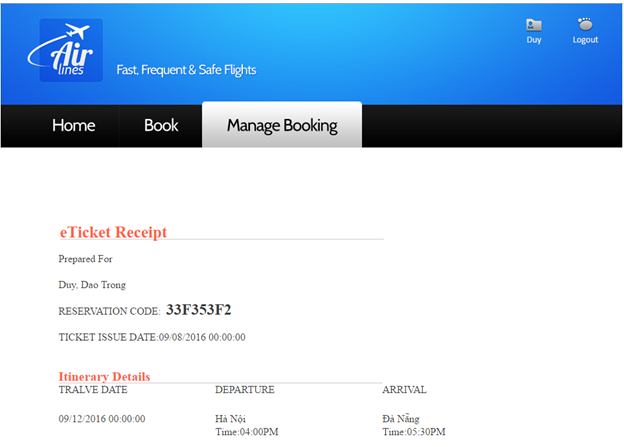 Air
lines
Fast, Frequent & Safe Flights
Duy
Logout
Home
Book
Manage Booking
eTicket Receipt
Prepared For
Duy, Dao Trong
RESERVATION CODE: 33F353F2
TICKET ISSUE DATE:09/08/2016 00:00:00
Itinerary Details
TRALVE DATE DEPARTURE ARRIVAL
09/12/2016 00:00:00 Hà Nội Đà Nẵng
Time:04:00PM Time:05:30PM